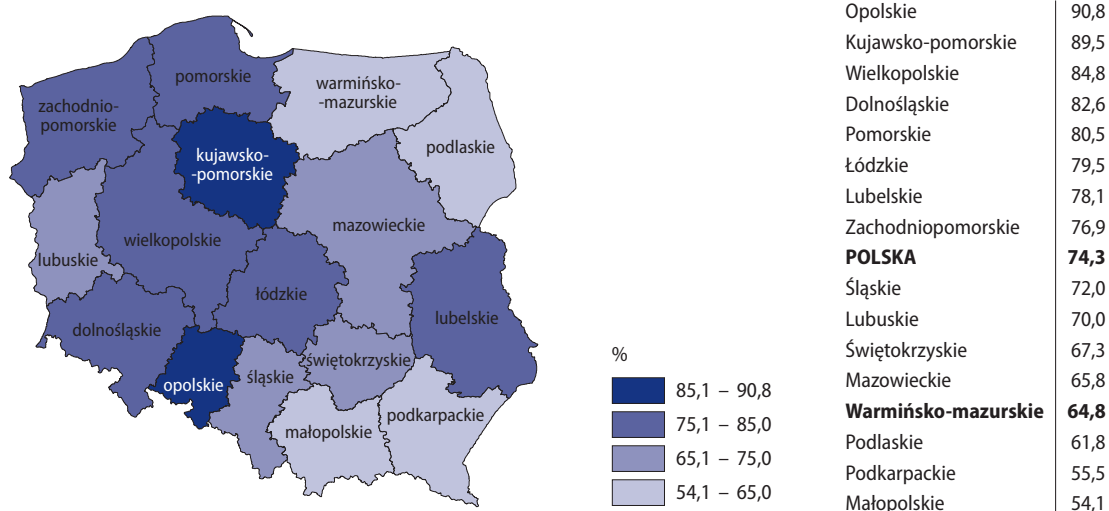 pomorskie
warmińsko-
-mazurskie
zachodnio-
pomorskie
podlaskie
kujawsko-
-pomorskie
mazowieckie
wielkopolskie
lubuskie
łódzkie
lubelskie
dolnośląskie
świętokrzyskie
śląskie
opolskie
podkarpackie
małopolskie
%
85,1 – 90,8
75,1 – 85,0
65,1 – 75,0
54,1 – 65,0
Opolskie 90,8
Kujawsko-pomorskie 89,5
Wielkopolskie 84,8
Dolnośląskie 82,6
Pomorskie 80,5
Łódzkie 79,5
Lubelskie 78,1
Zachodniopomorskie 76,9
POLSKA 74,3
Śląskie 72,0
Lubuskie 70,0
Świętokrzyskie 67,3
Mazowieckie 65,8
Warmińsko-mazurskie 64,8
Podlaskie 61,8
Podkarpackie 55,5
Małopolskie 54,1